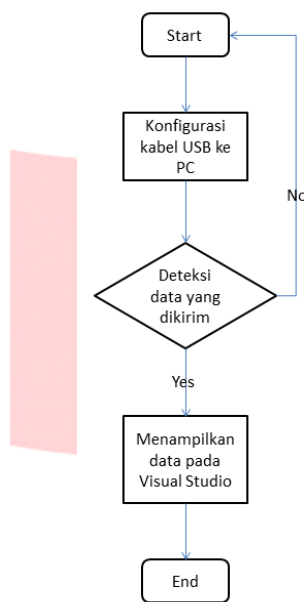 Start
Konfigurasi
kabel USB ke
PC
No
Deteksi
data yang
dikirim
Yes
Menampilkan
data pada
Visual Studio
End